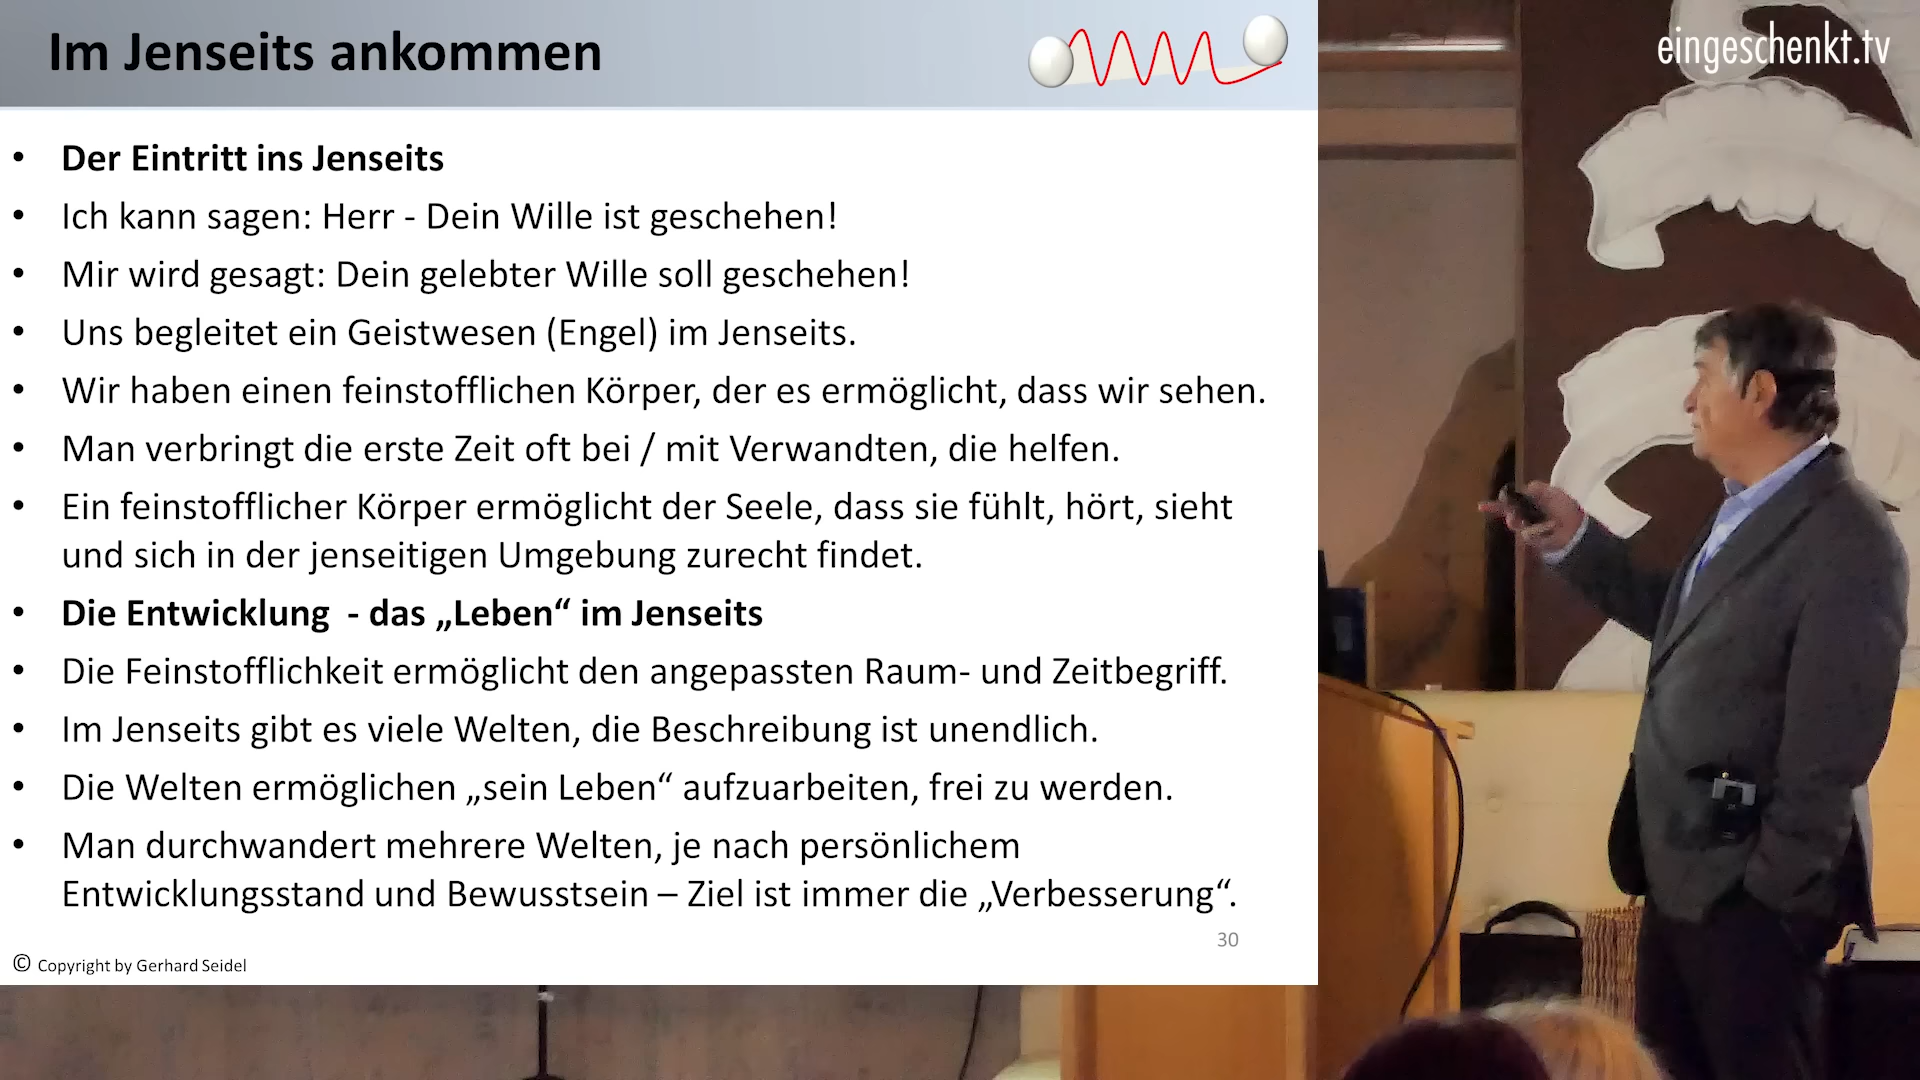 Im Jenseits ankommen
eingeschenkt.tv
• Der Eintritt ins Jenseits
• Ich kann sagen: Herr - Dein Wille ist geschehen!
• Mir wird gesagt: Dein gelebter Wille soll geschehen!
• Uns begleitet ein Geistwesen (Engel) im Jenseits.
• Wir haben einen feinstofflichen Körper, der es ermöglicht, dass wir sehen.
• Man verbringt die erste Zeit oft bei / mit Verwandten, die helfen.
• Ein feinstofflicher Körper ermöglicht der Seele, dass sie fühlt, hört, sieht
und sich in der jenseitigen Umgebung zurecht findet.
• Die Entwicklung - das „Leben“ im Jenseits
• Die Feinstofflichkeit ermöglicht den angepassten Raum- und Zeitbegriff.
• Im Jenseits gibt es viele Welten, die Beschreibung ist unendlich.
• Die Welten ermöglichen „sein Leben“ aufzuarbeiten, frei zu werden.
• Man durchwandert mehrere Welten, je nach persönlichem
Entwicklungsstand und Bewusstsein – Ziel ist immer die „Verbesserung“.
30
© Copyright by Gerhard Seidel